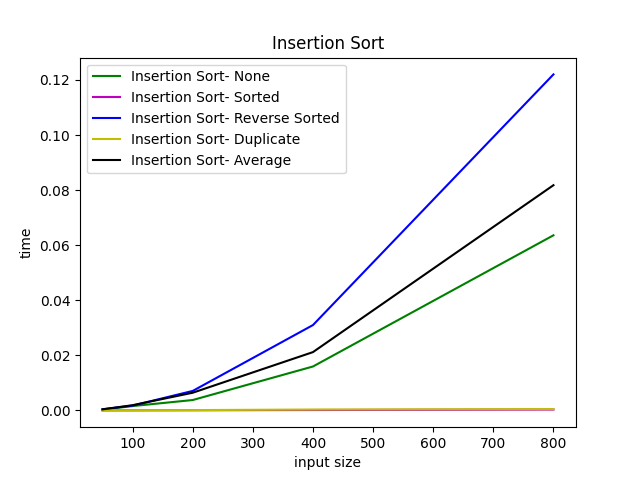 Insertion Sort
Insertion Sort- None
Insertion Sort- Sorted
Insertion Sort- Reverse Sorted
Insertion Sort- Duplicate
Insertion Sort- Average
0.12
0.10
0.08
0.06
0.04
0.02
0.00
time
100 200 300 400 500 600 700 800
input size